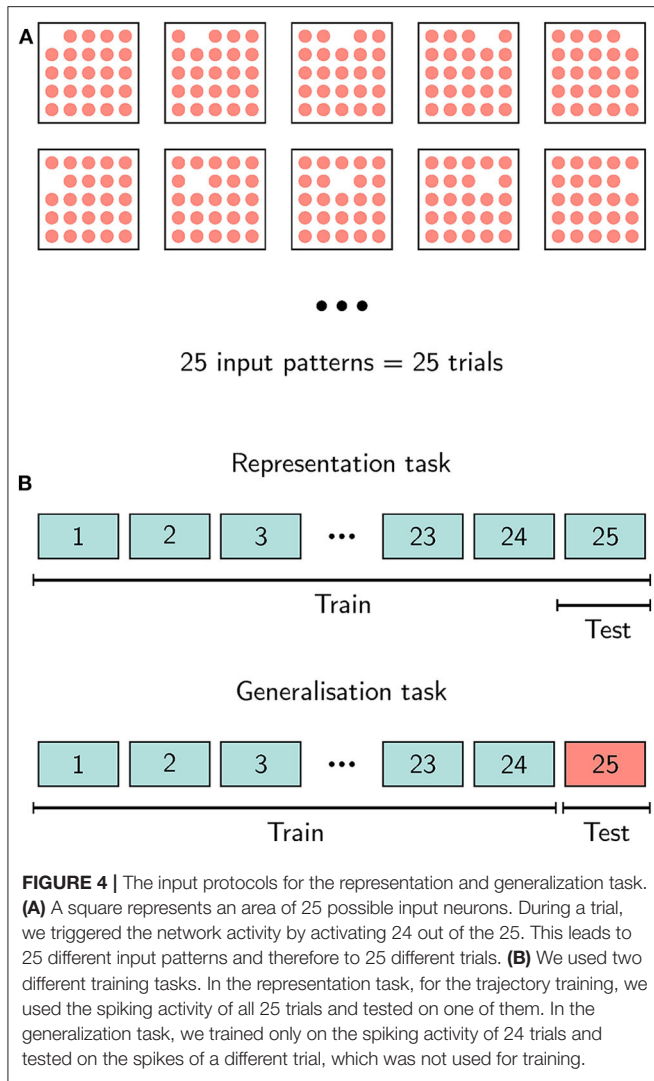 A
25 input patterns = 25 trials
Representation task
B
1 2 3 ••• 23 24 25
Train
Test
Generalisation task
1 2 3 ••• 23 24 25
Train Test
FIGURE 4 | The input protocols for the representation and generalization task.
(A) A square represents an area of 25 possible input neurons. During a trial,
we triggered the network activity by activating 24 out of the 25. This leads to
25 different input patterns and therefore to 25 different trials. (B) We used two
different training tasks. In the representation task, for the trajectory training, we
used the spiking activity of all 25 trials and tested on one of them. In the
generalization task, we trained only on the spiking activity of 24 trials and
tested on the spikes of a different trial, which was not used for training.